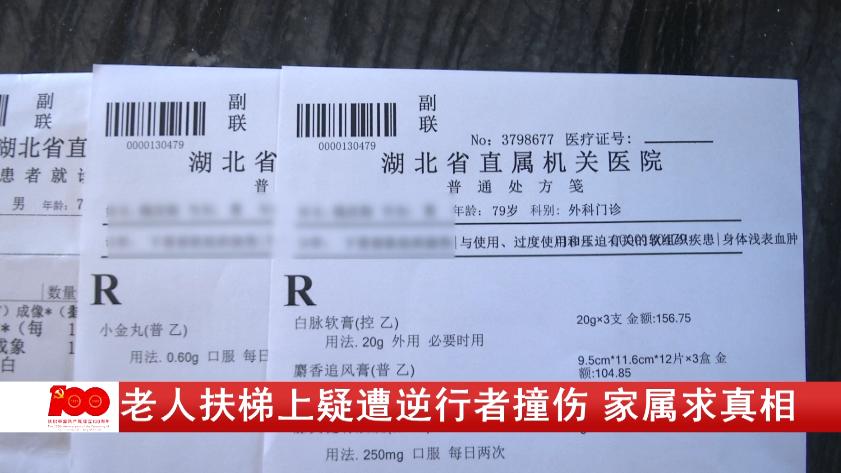 副
联
湖北省直
患者就诊
男 年龄:7
数量
)成像*(
*(每 1
成象 1
白
副
联
0000130479
湖北省
普
R
小金丸(普 乙)
用法. 0.60g 口服 每日
副
联
0000130479
No: 3798677 医疗证号:
湖北省直属机关医院
普通处方笺
年龄: 79岁 科别: 外科门诊
与使用、过度使用和压迫有关的软组织疾患|身体浅表血肿
R
白脉软膏(控 乙) 20g×3支 金额:156.75
用法. 20g 外用 必要时用
麝香追风膏(普 乙) 9.5cm*11.6cm*12片×3盒 金
额:104.85
100
老人扶梯上疑遭逆行者撞伤 家属求真相
用法. 250mg 口服 每日两次